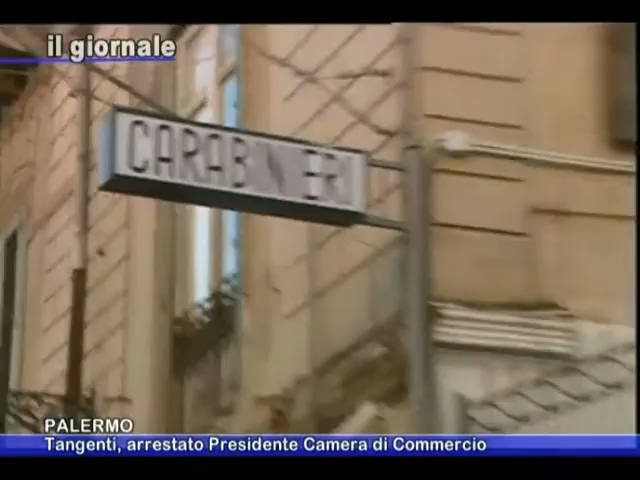 il giornale
CARABINIERI
PALERMO
Tangenti, arrestato Presidente Camera di Commercio